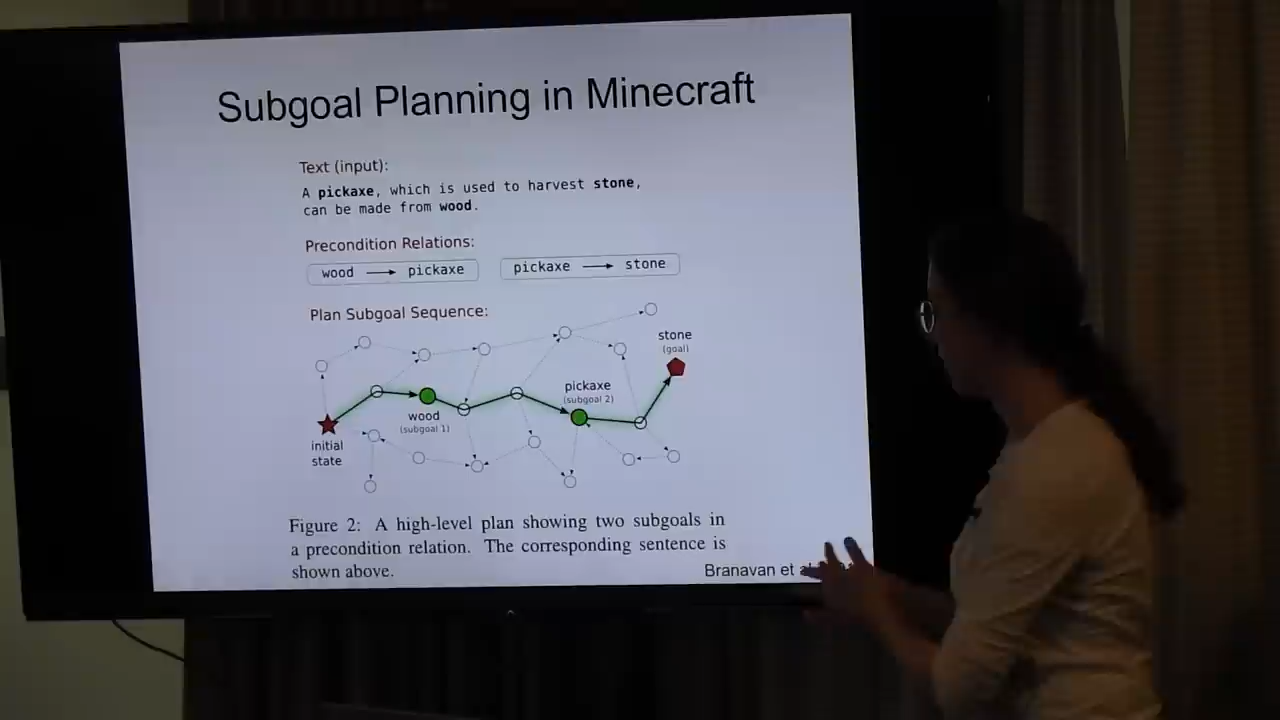 Subgoal Planning in Minecraft
Text (input):
A pickaxe, which is used to harvest stone,
can be made from wood.
Precondition Relations:
wood → pickaxe
pickaxe → stone
Plan Subgoal Sequence:
stone
(goal)
pickaxe
(subgoal 2)
wood
(subgoal 1)
initial
state
Figure 2: A high-level plan showing two subgoals in
a precondition relation. The corresponding sentence is
shown above.
Branavan et